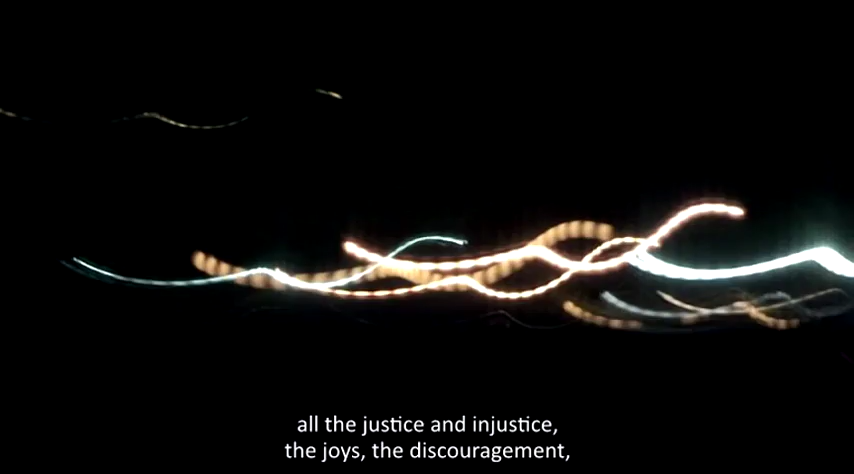 all the justice and injustice,
the joys, the discouragement,